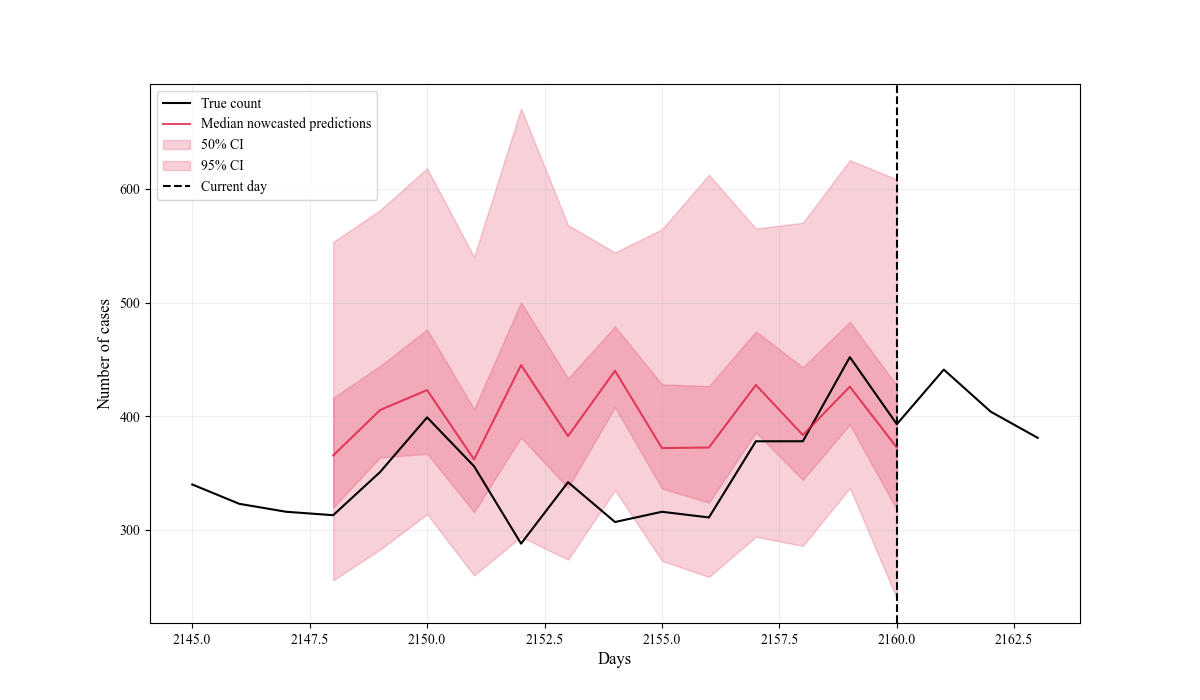 True count
Median nowcasted predictions
50% CI
95% CI
Current day
600
500
400
300
Number of cases
2145.0 2147.5 2150.0 2152.5 2155.0 2157.5 2160.0 2162.5
Days